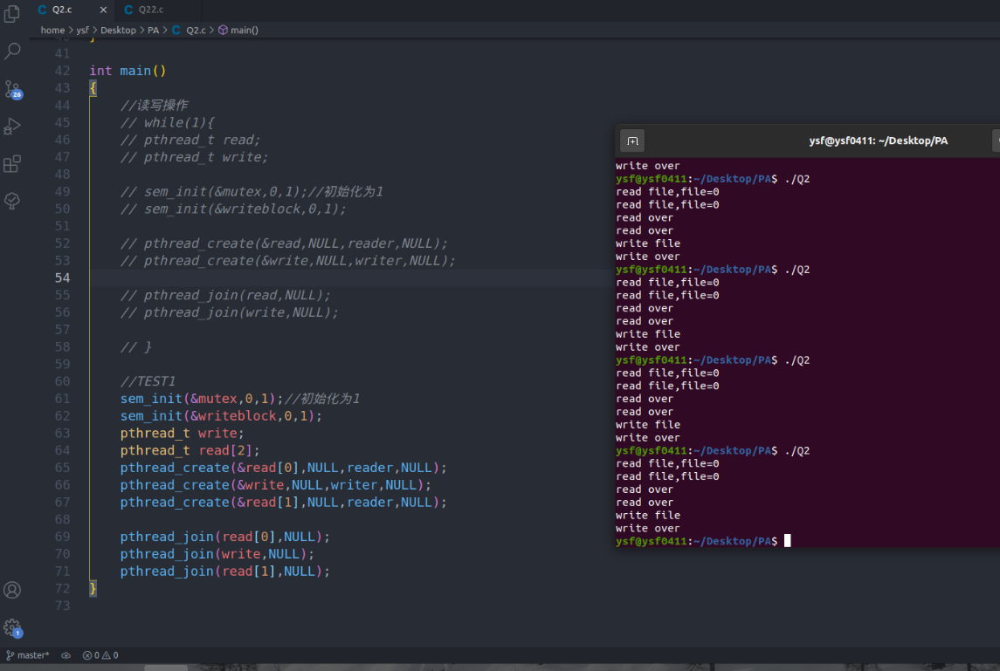 Q2.c ×
Q22.c
home > ysf > Desktop > PA > Q2.c > main()
41
42 int main()
43 {
44 //读写操作
45 // while(1){
46 // pthread_t read;
47 // pthread_t write;
48
49 // sem_init(&mutex,0,1);//初始化为1
50 // sem_init(&writeblock,0,1);
51
52 // pthread_create(&read,NULL,reader,NULL);
53 // pthread_create(&write,NULL,writer,NULL);
54
55 // pthread_join(read,NULL);
56 // pthread_join(write,NULL);
57
58 // }
59
60 //TEST1
61 sem_init(&mutex,0,1);//初始化为1
62 sem_init(&writeblock,0,1);
63 pthread_t write;
64 pthread_t read[2];
65 pthread_create(&read[0],NULL,reader,NULL);
66 pthread_create(&write,NULL,writer,NULL);
67 pthread_create(&read[1],NULL,reader,NULL);
68
69 pthread_join(read[0],NULL);
70 pthread_join(write,NULL);
71 pthread_join(read[1],NULL);
72 }
73
26
1
master*
0 0
ysf@ysf0411: ~/Desktop/PA
write over
ysf@ysf0411:~/Desktop/PA$ ./Q2
read file,file=0
read file,file=0
read over
read over
write file
write over
ysf@ysf0411:~/Desktop/PA$ ./Q2
read file,file=0
read file,file=0
read over
read over
write file
write over
ysf@ysf0411:~/Desktop/PA$ ./Q2
read file,file=0
read file,file=0
read over
read over
write file
write over
ysf@ysf0411:~/Desktop/PA$ ./Q2
read file,file=0
read file,file=0
read over
read over
write file
write over
ysf@ysf0411:~/Desktop/PA$